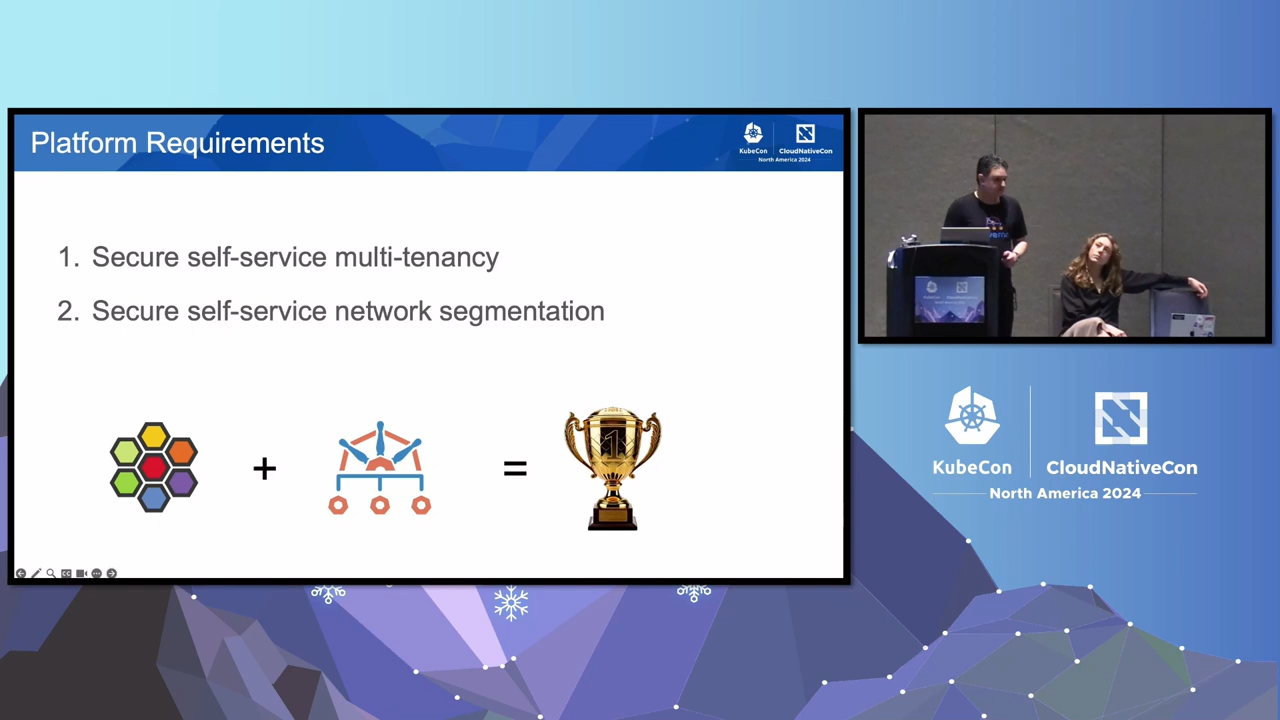 Platform Requirements
KubeCon
CloudNativeCon
North America 2024
1. Secure self-service multi-tenancy
2. Secure self-service network segmentation
+
=
1
KubeCon
CloudNativeCon
North America 2024